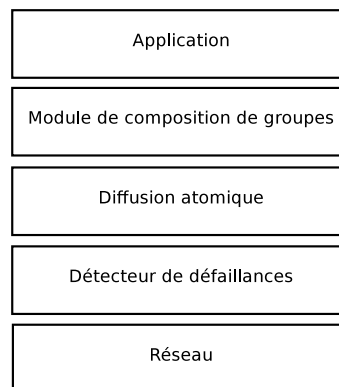 Application
Module de composition de groupes
Diffusion atomique
Détecteur de défaillances
Réseau